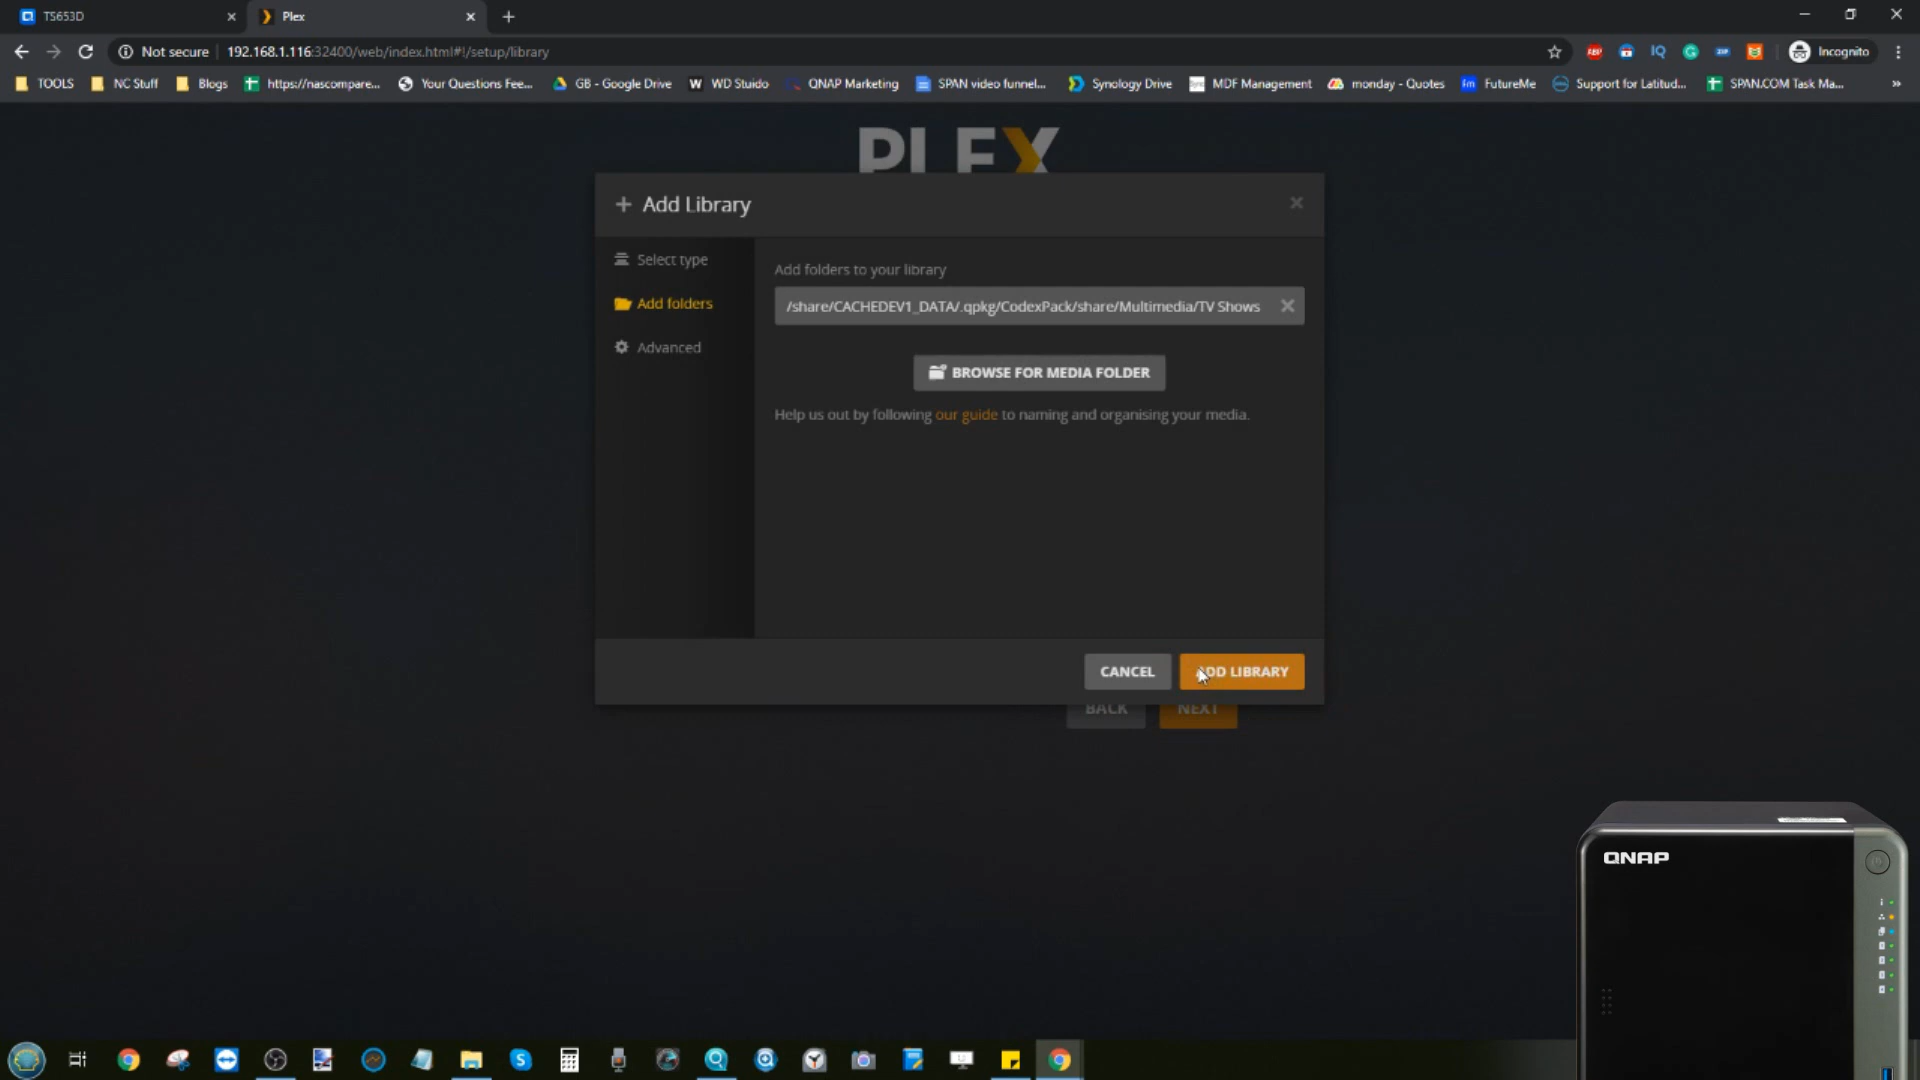 TS653D
Plex
Not secure
192.168.1.116:32400/web/index.html#!/setup/library
ABP
IQ
Incognito
TOOLS
NC Stuff
Blogs
https://nascompare...
Your Questions Fee...
GB - Google Drive
W WD Stuido
QNAP Marketing
SPAN video funnel...
Synology Drive
MDF Management
monday - Quotes
fm FutureMe
Support for Latitud...
SPAN.COM Task Ma...
»
PLEX
+ Add Library
Select type
Add folders
Advanced
Add folders to your library
/share/CACHEDEV1_DATA/.qpkg/CodexPack/share/Multimedia/TV Shows
BROWSE FOR MEDIA FOLDER
Help us out by following our guide to naming and organising your media.
CANCEL
ADD LIBRARY
BACK
NEXT
QNAP